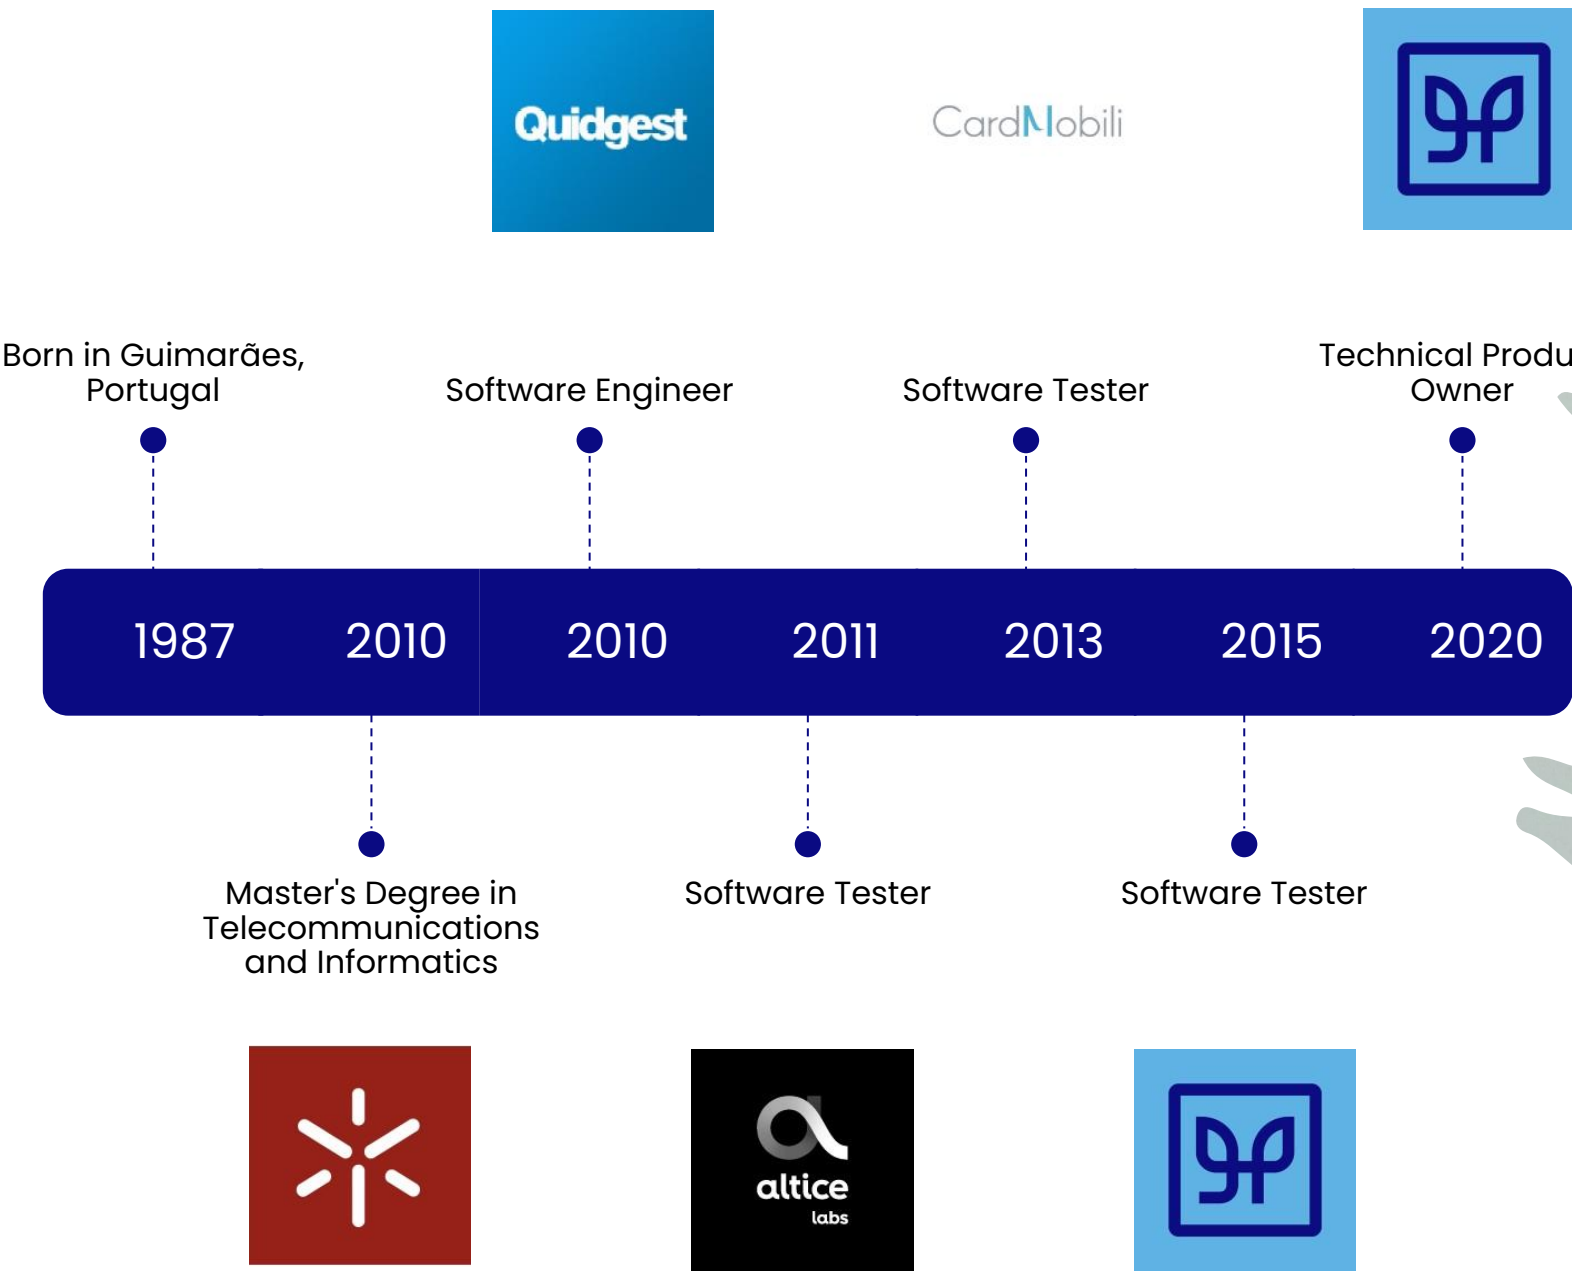 Quidgest
CardMobili
Born in Guimarães,
Portugal
Software Engineer
Software Tester
Technical Produ
Owner
1987
2010
2010
2011
2013
2015
2020
Master's Degree in
Telecommunications
and Informatics
Software Tester
Software Tester
altice
labs